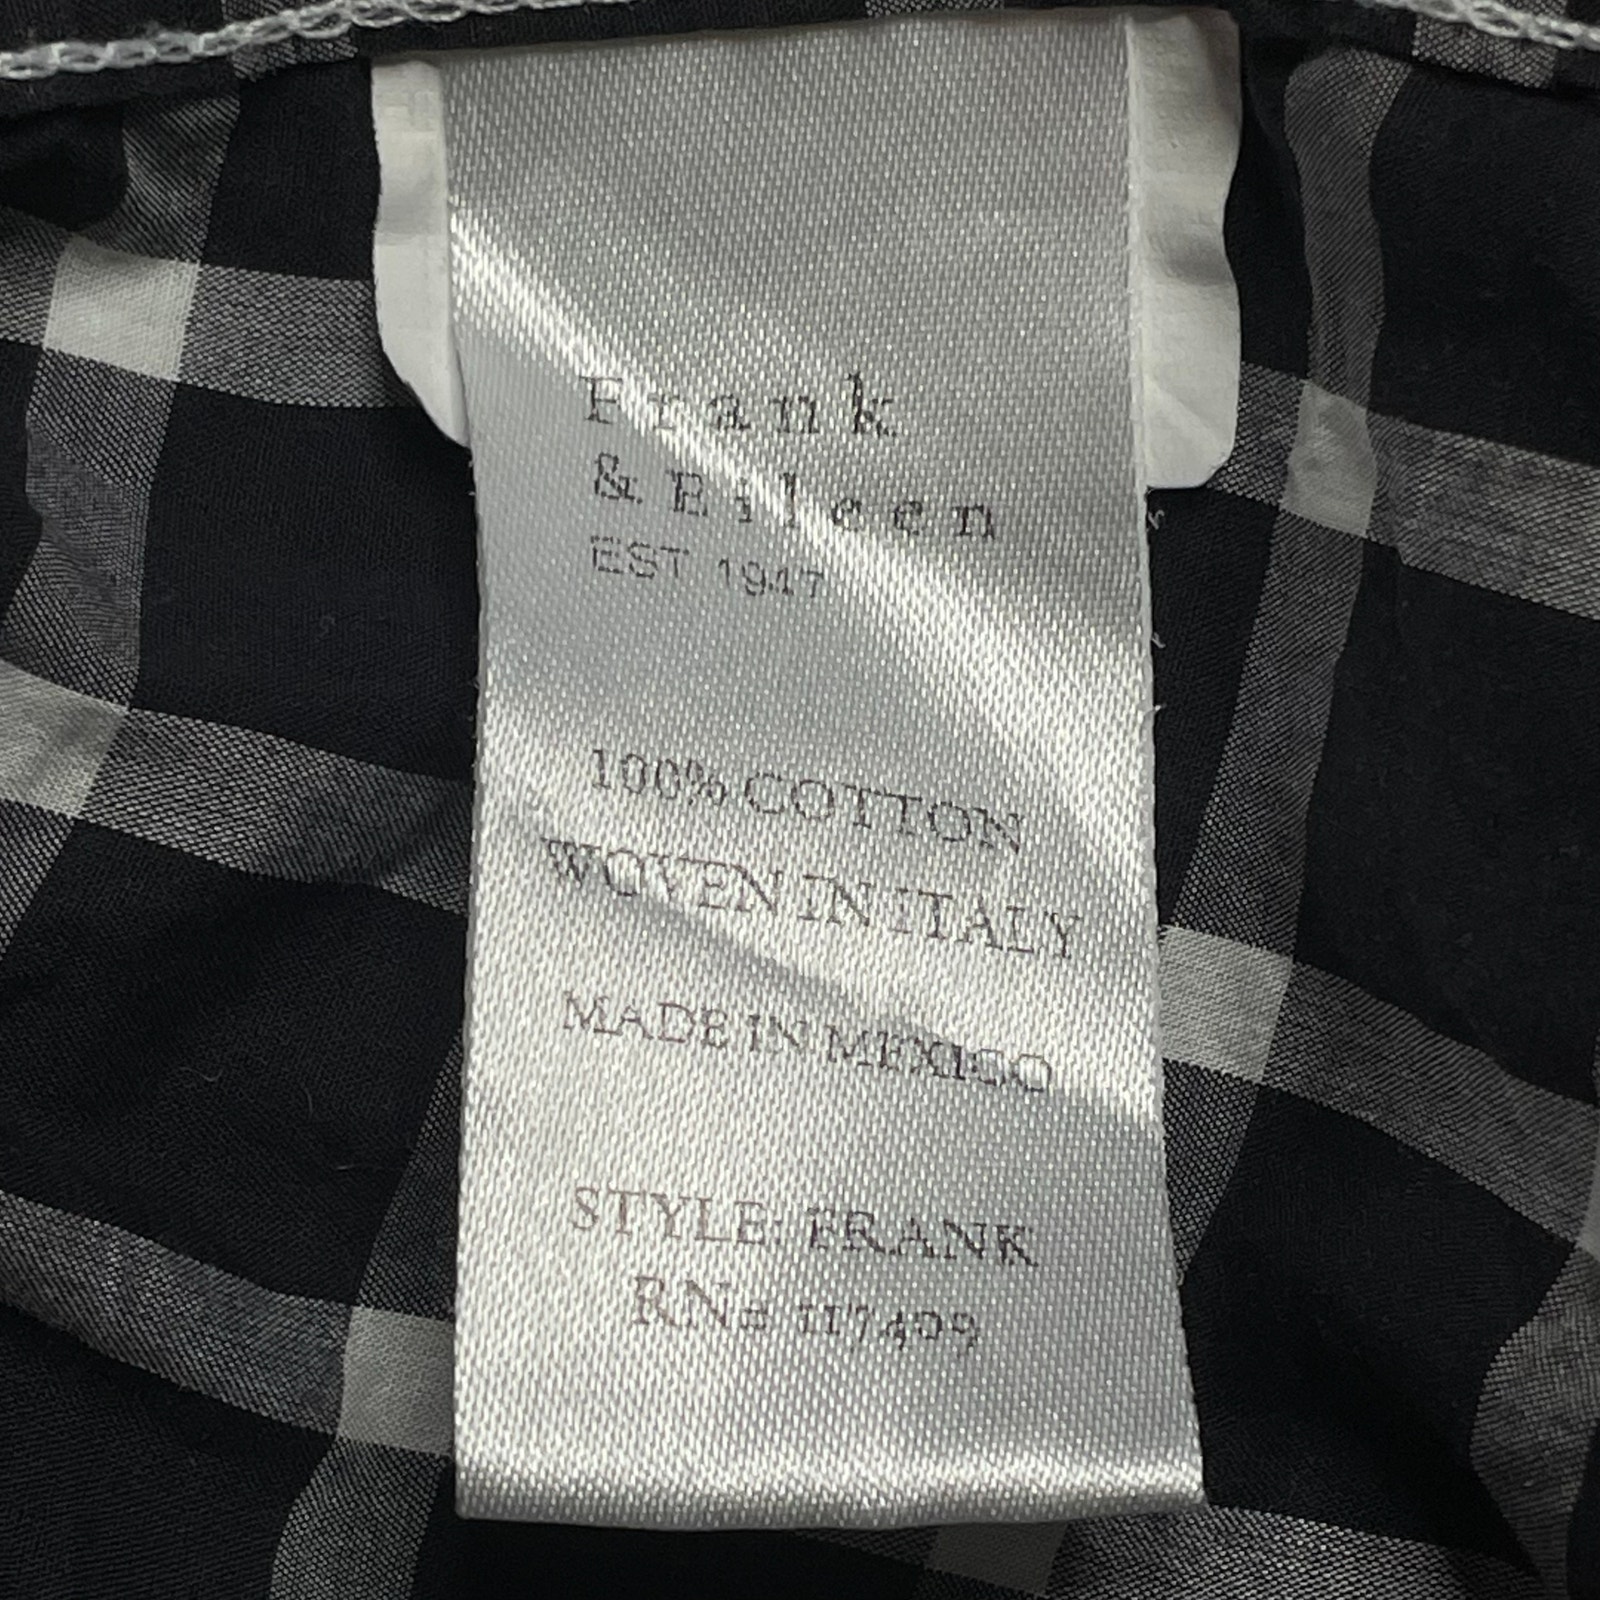 Frank
& Eileen
EST 1947
100% COTTON
WOVEN IN ITALY
MADE IN MEXICO
STYLE: FRANK
RN# 117409